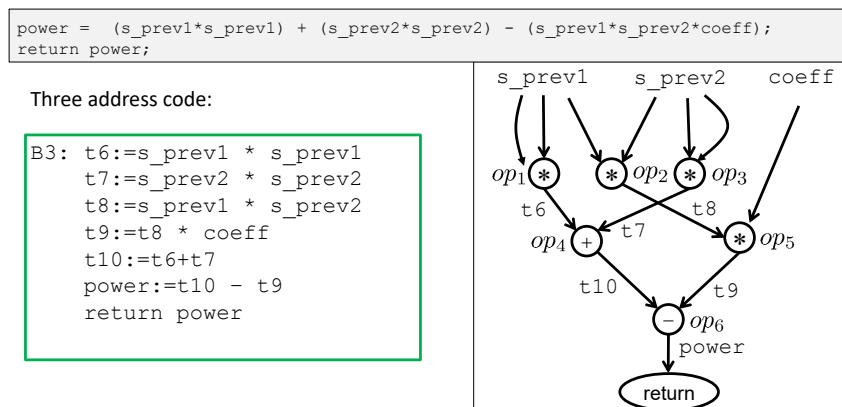 power =  (s_prev1*s_prev1) + (s_prev2*s_prev2) - (s_prev1*s_prev2*coeff);
return power;
Three address code:
B3: t6:=s_prev1 * s_prev1
t7:=s_prev2 * s_prev2
t8:=s_prev1 * s_prev2
t9:=t8 * coeff
t10:=t6+t7
power:=t10 – t9
return power
s_prev1 s_prev2 coeff
op1 * * op2 * op3
t6 t7 t8
op4 + * op5
t10 t9
– op6
power
return